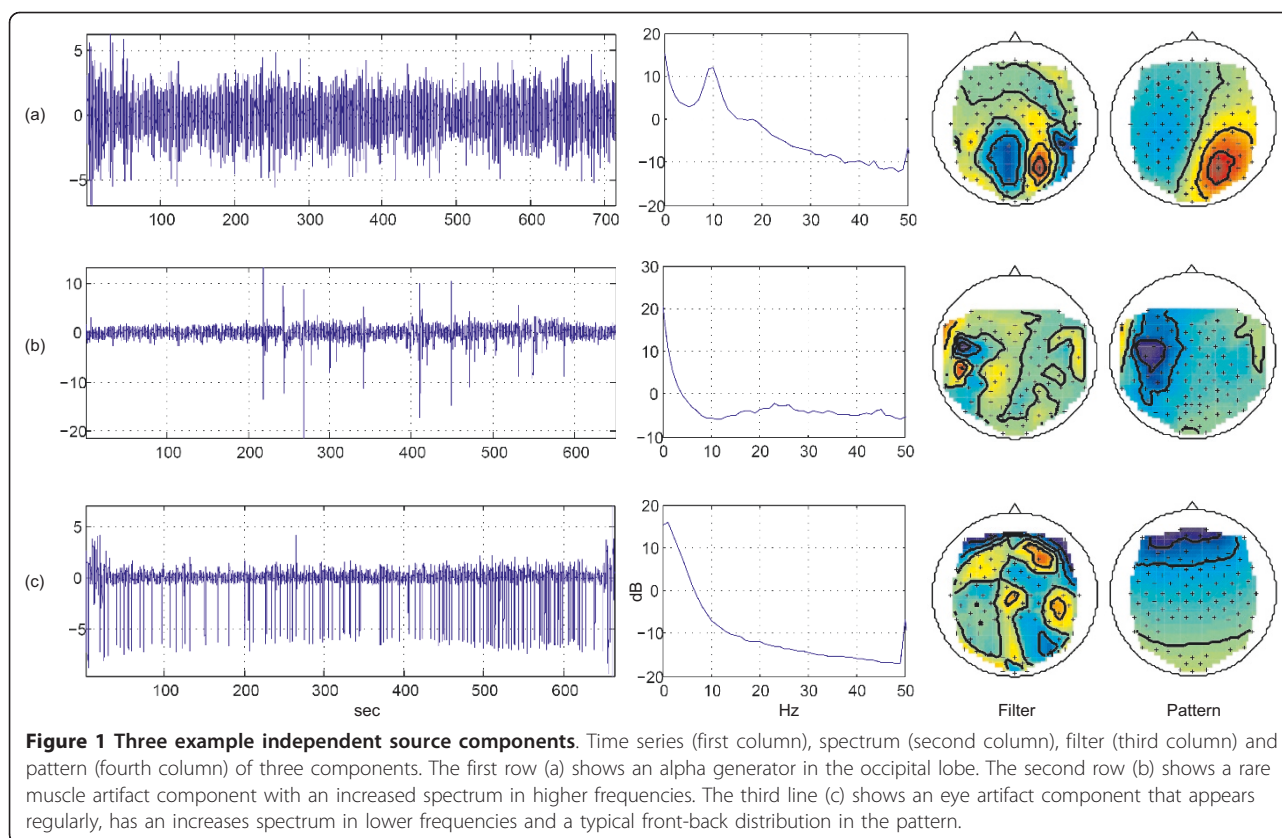 (a)
5
0
−5
100 200 300 400 500 600 700
20
10
0
−10
−20
0 10 20 30 40 50
(b)
10
0
−10
−20
100 200 300 400 500 600
30
20
10
0
−10
0 10 20 30 40 50
(c)
5
0
−5
100 200 300 400 500 600
sec
dB
20
10
0
−10
−20
0 10 20 30 40 50
Hz
Filter
Pattern
Figure 1 Three example independent source components. Time series (first column), spectrum (second column), filter (third column) and
pattern (fourth column) of three components. The first row (a) shows an alpha generator in the occipital lobe. The second row (b) shows a rare
muscle artifact component with an increased spectrum in higher frequencies. The third line (c) shows an eye artifact component that appears
regularly, has an increases spectrum in lower frequencies and a typical front-back distribution in the pattern.